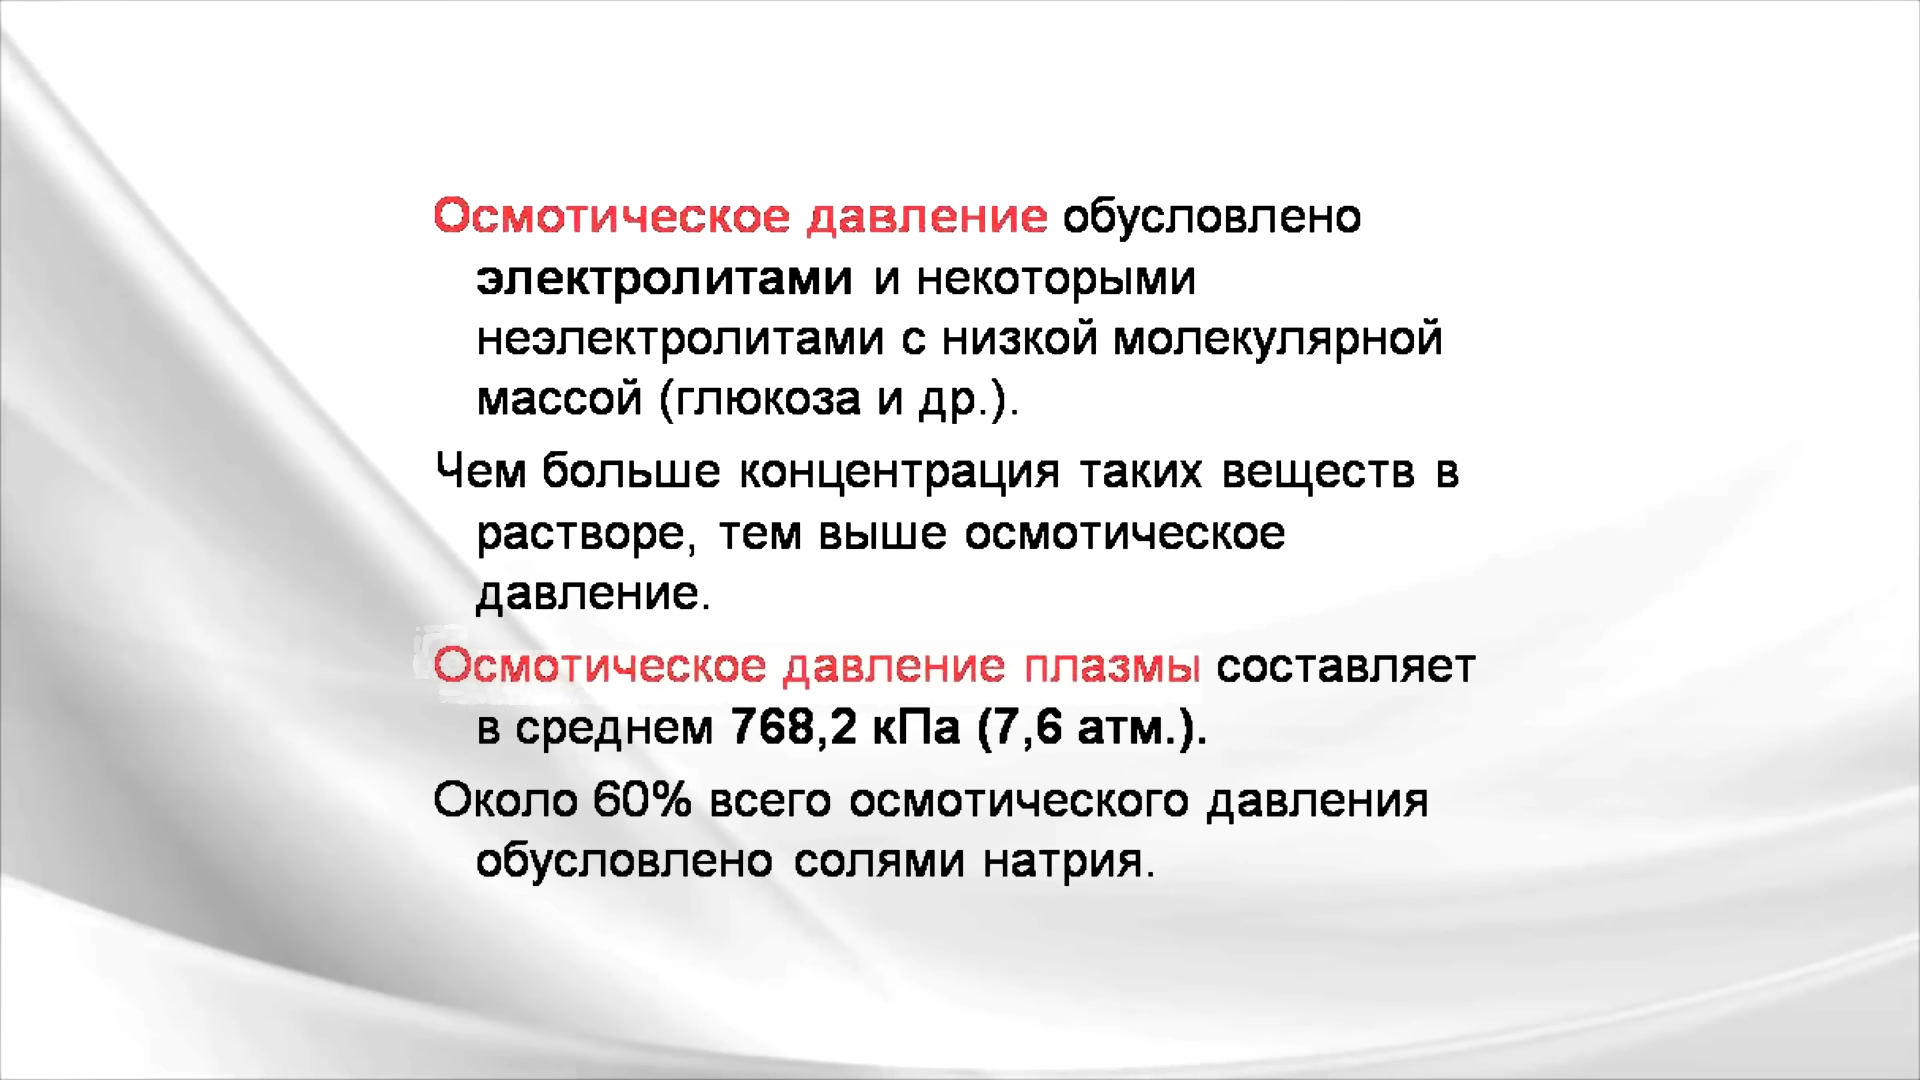 Осмотическое давление обусловлено
электролитами и некоторыми
неэлектролитами с низкой молекулярной
массой (глюкоза и др.).
Чем больше концентрация таких веществ в
растворе, тем выше осмотическое
давление.
Осмотическое давление плазмы составляет
в среднем 768,2 кПа (7,6 атм.).
Около 60% всего осмотического давления
обусловлено солями натрия.